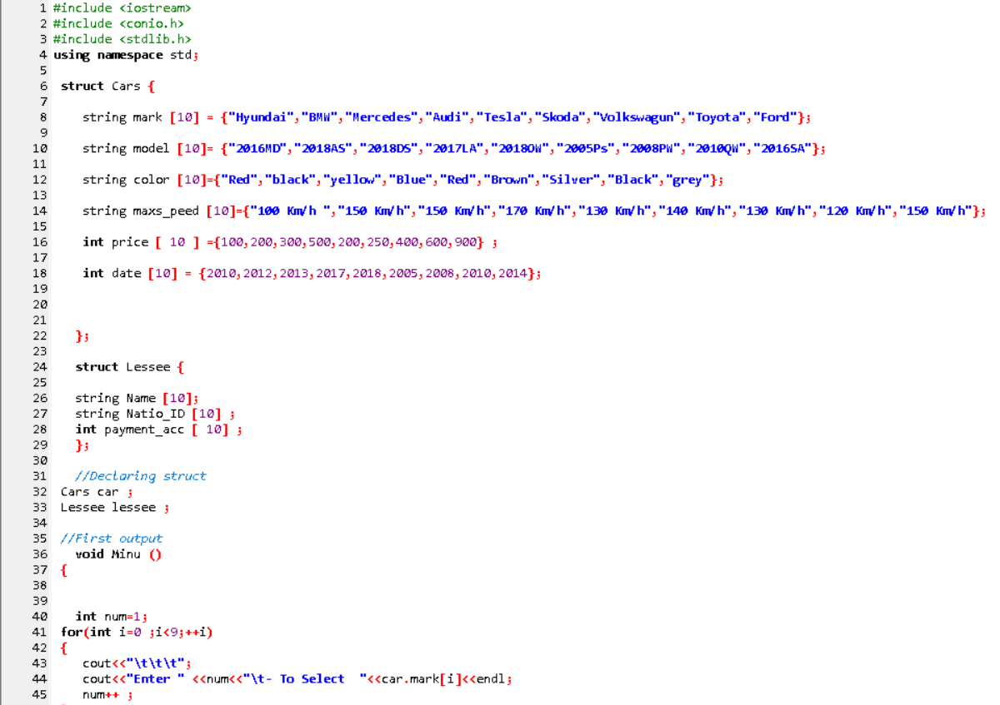 1 #include <iostream>
2 #include <conio.h>
3 #include <stdlib.h>
4 using namespace std;
5
6 struct Cars {
7
8 string mark [10] = {"Hyundai","BMW","Mercedes","Audi","Tesla","Skoda","Volkswagun","Toyota","Ford"};
9
10 string model [10]= {"2016MD","2018AS","2018DS","2017LA","2018OW","2005Ps","2008PW","2010QW","2016SA"};
11
12 string color [10]={"Red","black","yellow","Blue","Red","Brown","Silver","Black","grey"};
13
14 string maxs_peed [10]={"100 Km/h ","150 Km/h","150 Km/h","170 Km/h","130 Km/h","140 Km/h","130 Km/h","120 Km/h","150 Km/h"};
15
16 int price [ 10 ] ={100,200,300,500,200,250,400,600,900} ;
17
18 int date [10] = {2010,2012,2013,2017,2018,2005,2008,2010,2014};
19
20
21
22 };
23
24 struct Lessee {
25
26 string Name [10];
27 string Natio_ID [10] ;
28 int payment_acc [ 10] ;
29 };
30
31 //Declaring struct
32 Cars car ;
33 Lessee lessee ;
34
35 //First output
36 void Minu ()
37 {
38
39
40 int num=1;
41 for(int i=0 ;i<9;++i)
42 {
43 cout<<"\t\t\t";
44 cout<<"Enter " <<num<<"\t- To Select  "<<car.mark[i]<<endl;
45 num++ ;